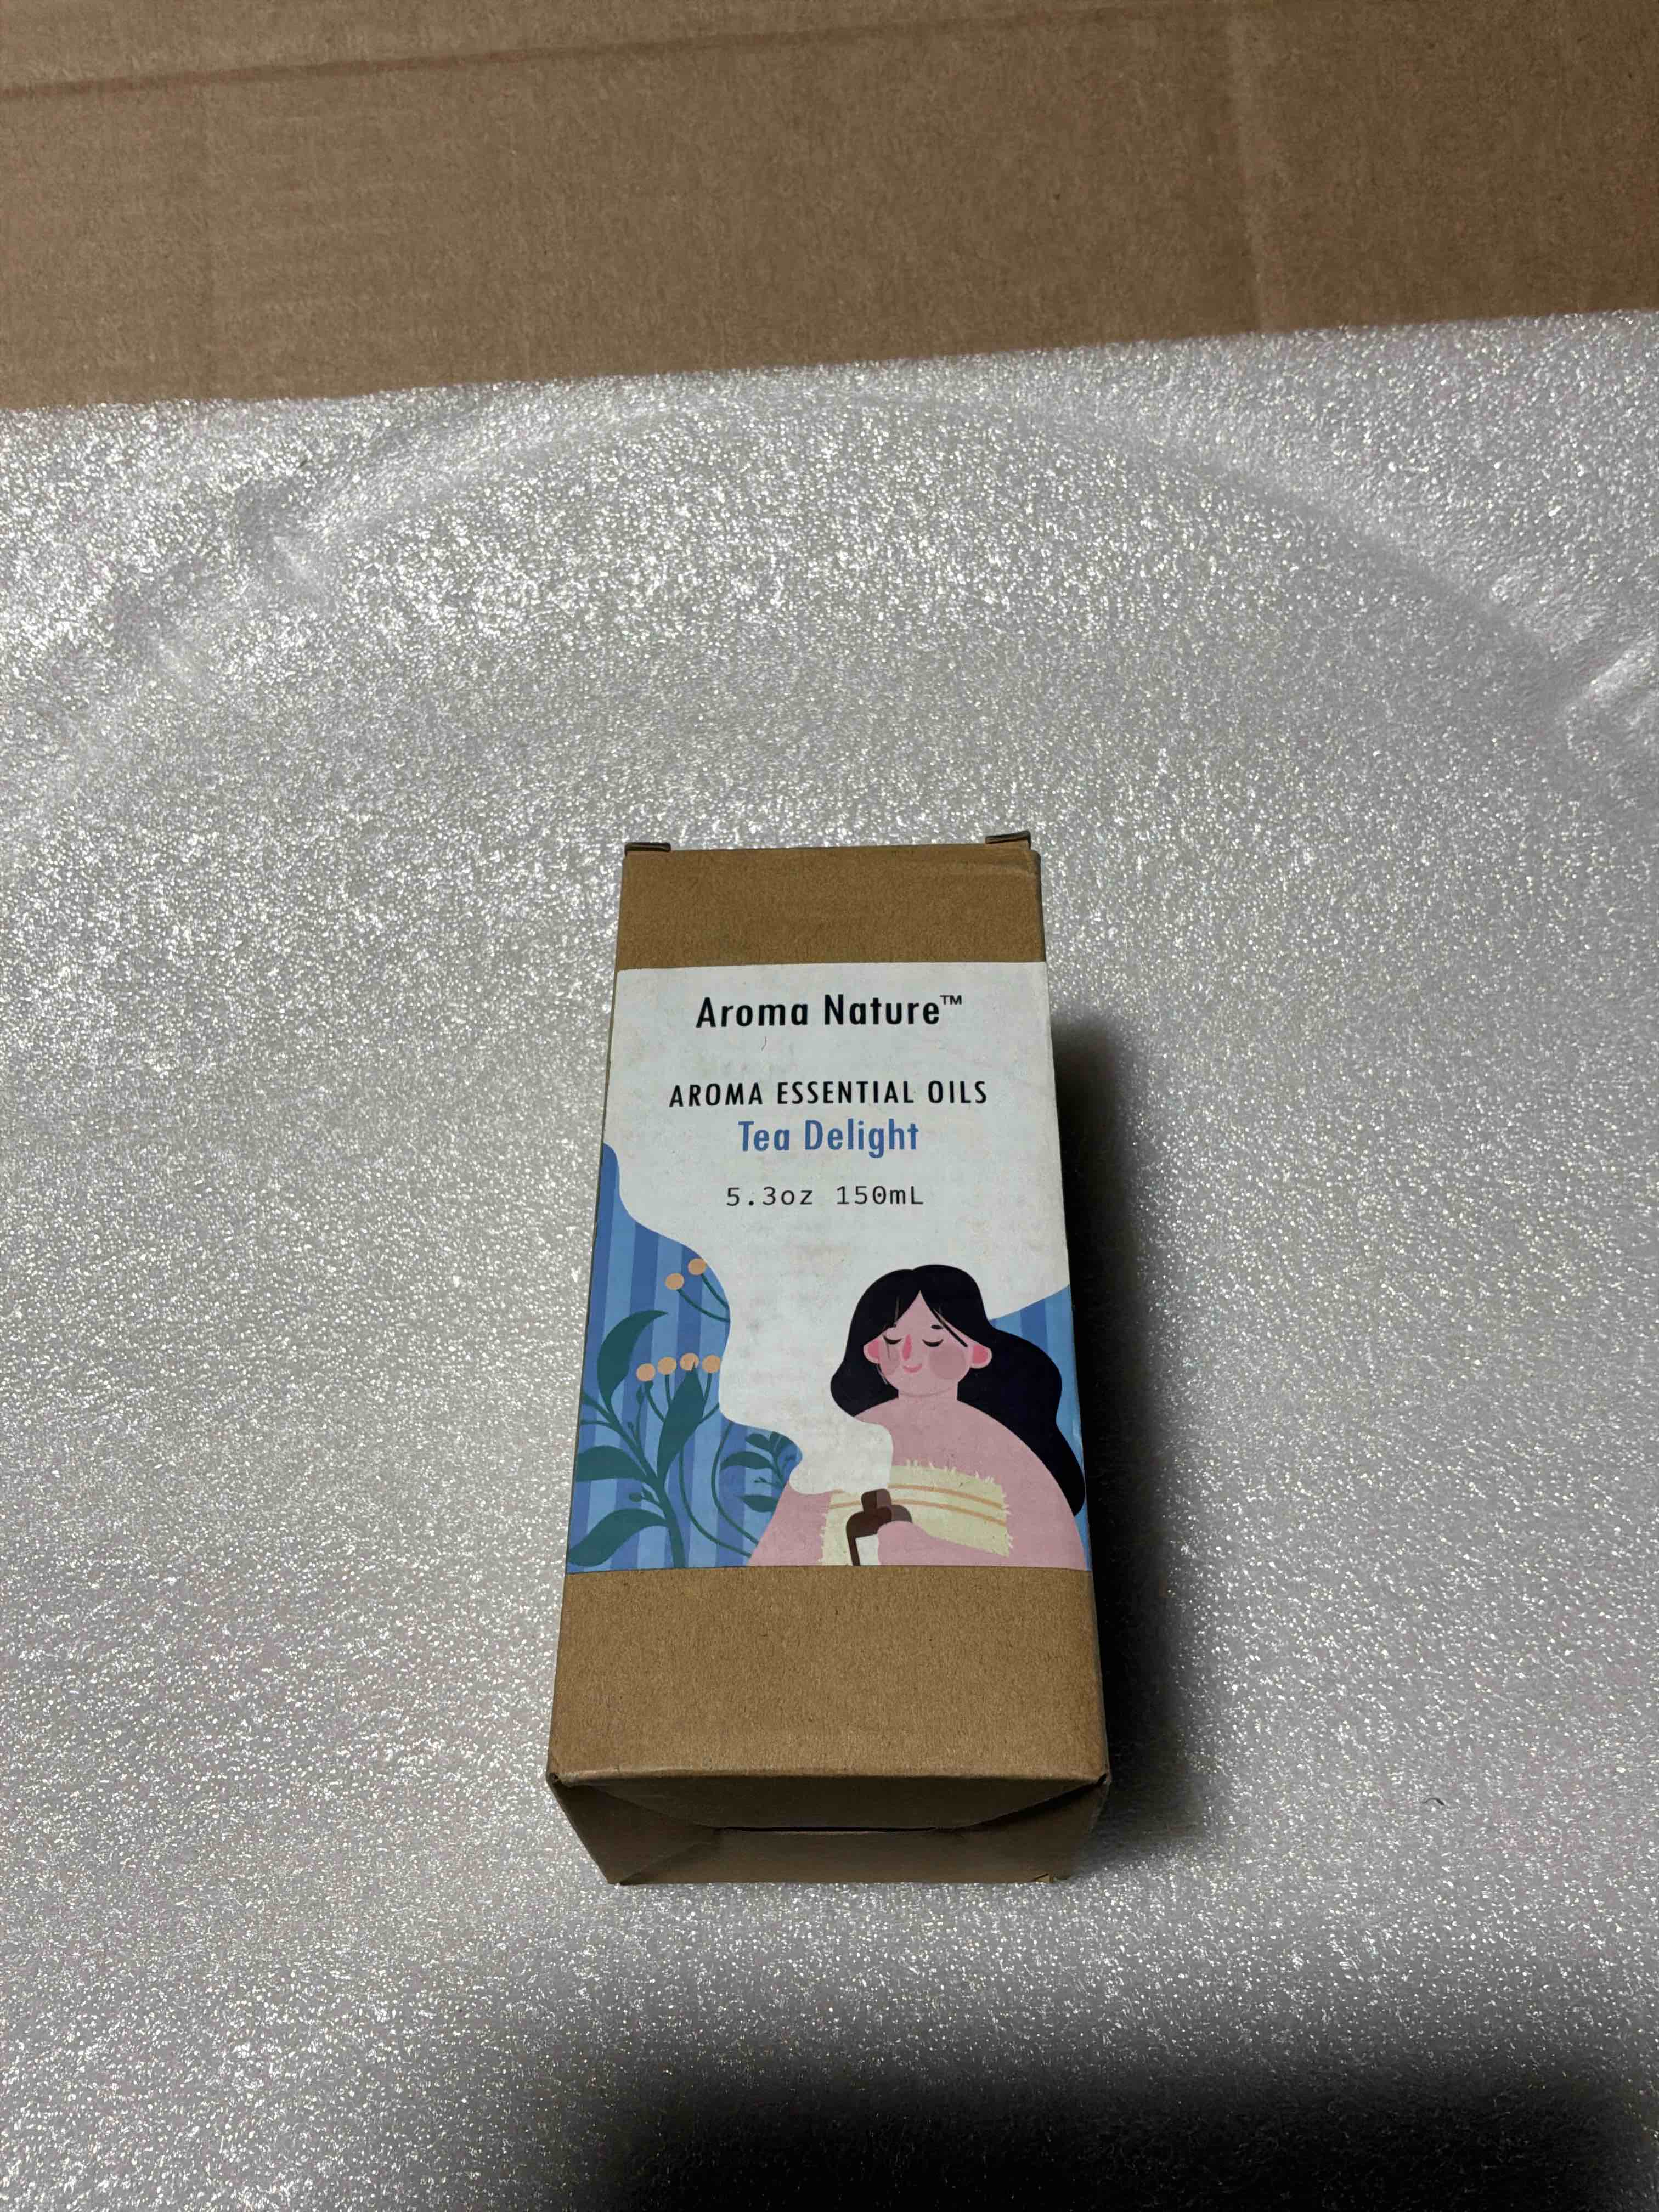 Aroma Nature™
AROMA ESSENTIAL OILS
Tea Delight
5.3oz 150mL